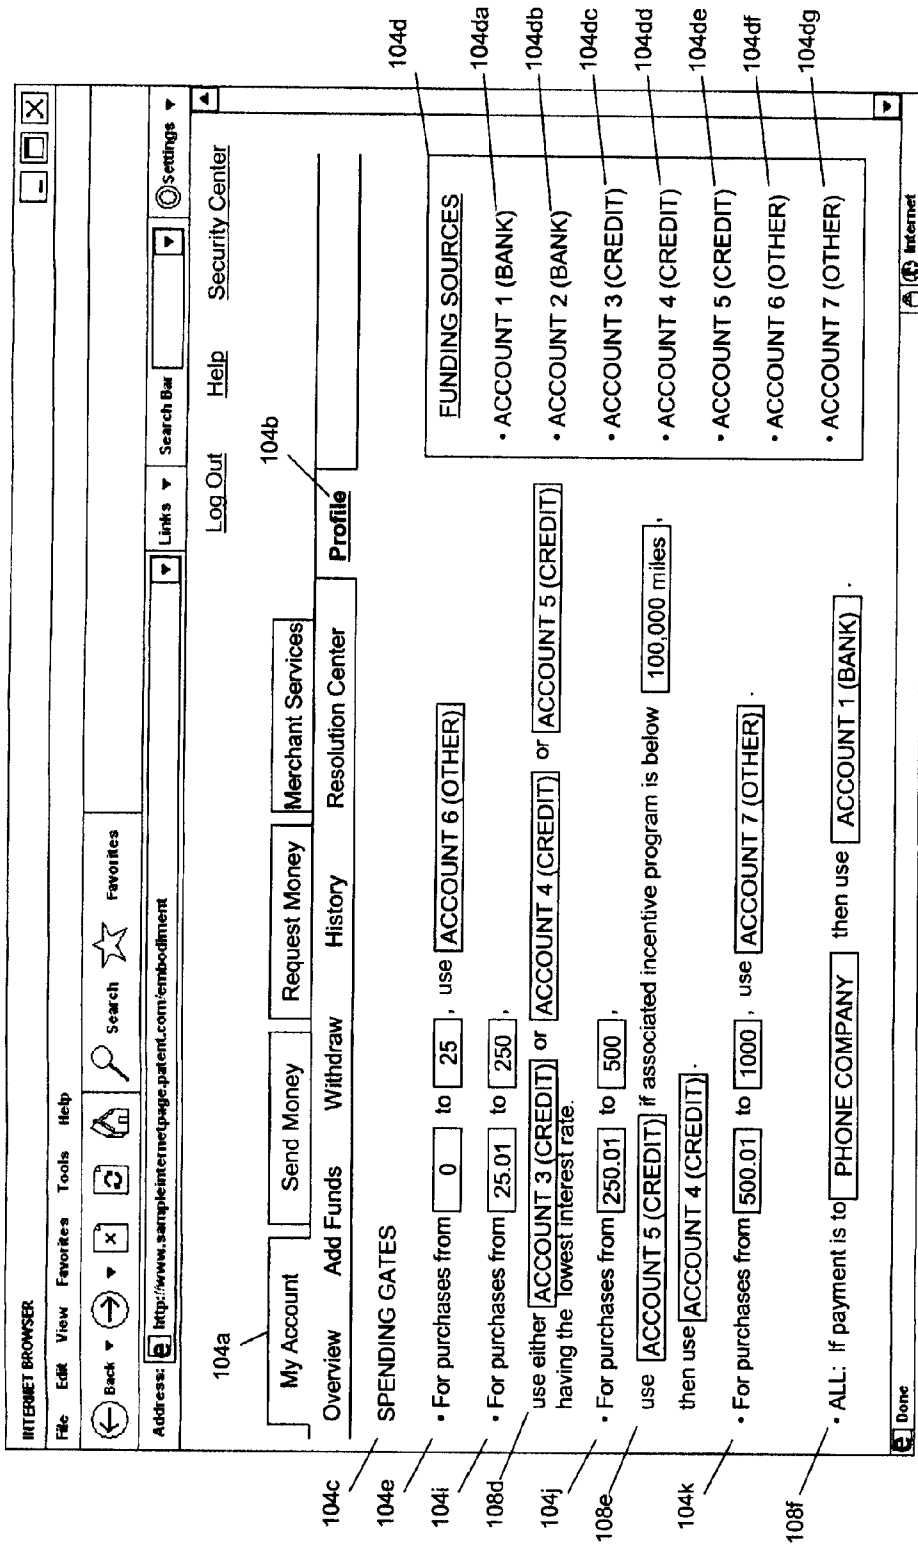 INTERNET BROWSER
File Edit View Favorites Tools Help
Back Search Favorites
Address: e http://www.sampleinternetpage.patent.com/embodiment Links Search Bar Settings
Log Out Help Security Center
104a
104b
My Account Send Money Request Money Merchant Services
Overview Add Funds Withdraw History Resolution Center Profile
104c SPENDING GATES
104d
104e • For purchases from 0 to 25 , use ACCOUNT 6 (OTHER)
104i • For purchases from 25.01 to 250 ,
108d use either ACCOUNT 3 (CREDIT) or ACCOUNT 4 (CREDIT) or ACCOUNT 5 (CREDIT)
having the lowest interest rate.
104j • For purchases from 250.01 to 500 ,
108e use ACCOUNT 5 (CREDIT) if associated incentive program is below 100,000 miles ,
then use ACCOUNT 4 (CREDIT) .
104k • For purchases from 500.01 to 1000 , use ACCOUNT 7 (OTHER) .
108f • ALL: If payment is to PHONE COMPANY then use ACCOUNT 1 (BANK) .
FUNDING SOURCES
• ACCOUNT 1 (BANK) 104da
• ACCOUNT 2 (BANK) 104db
• ACCOUNT 3 (CREDIT) 104dc
• ACCOUNT 4 (CREDIT) 104dd
• ACCOUNT 5 (CREDIT) 104de
• ACCOUNT 6 (OTHER) 104df
• ACCOUNT 7 (OTHER) 104dg
e Done Internet